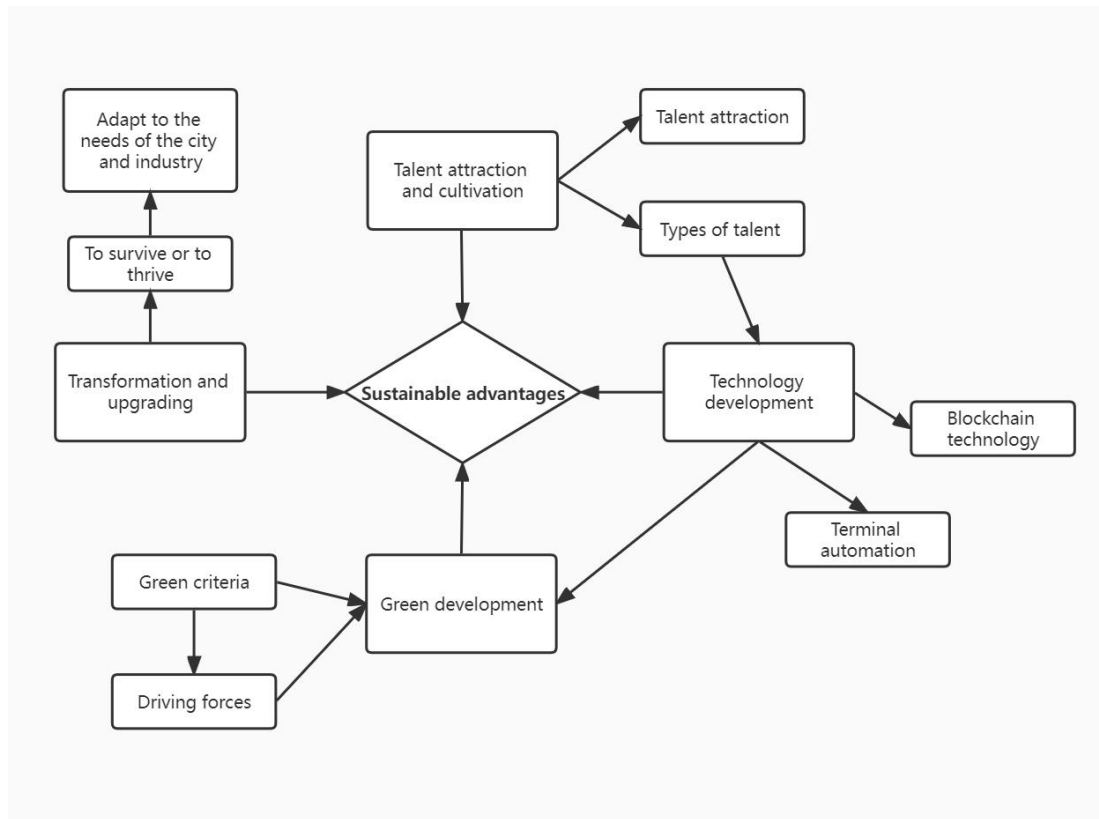 Adapt to the
needs of the city
and industry
To survive or to
thrive
Transformation and
upgrading
Talent attraction
and cultivation
Talent attraction
Types of talent
Sustainable advantages
Technology
development
Blockchain
technology
Terminal
automation
Green criteria
Driving forces
Green development